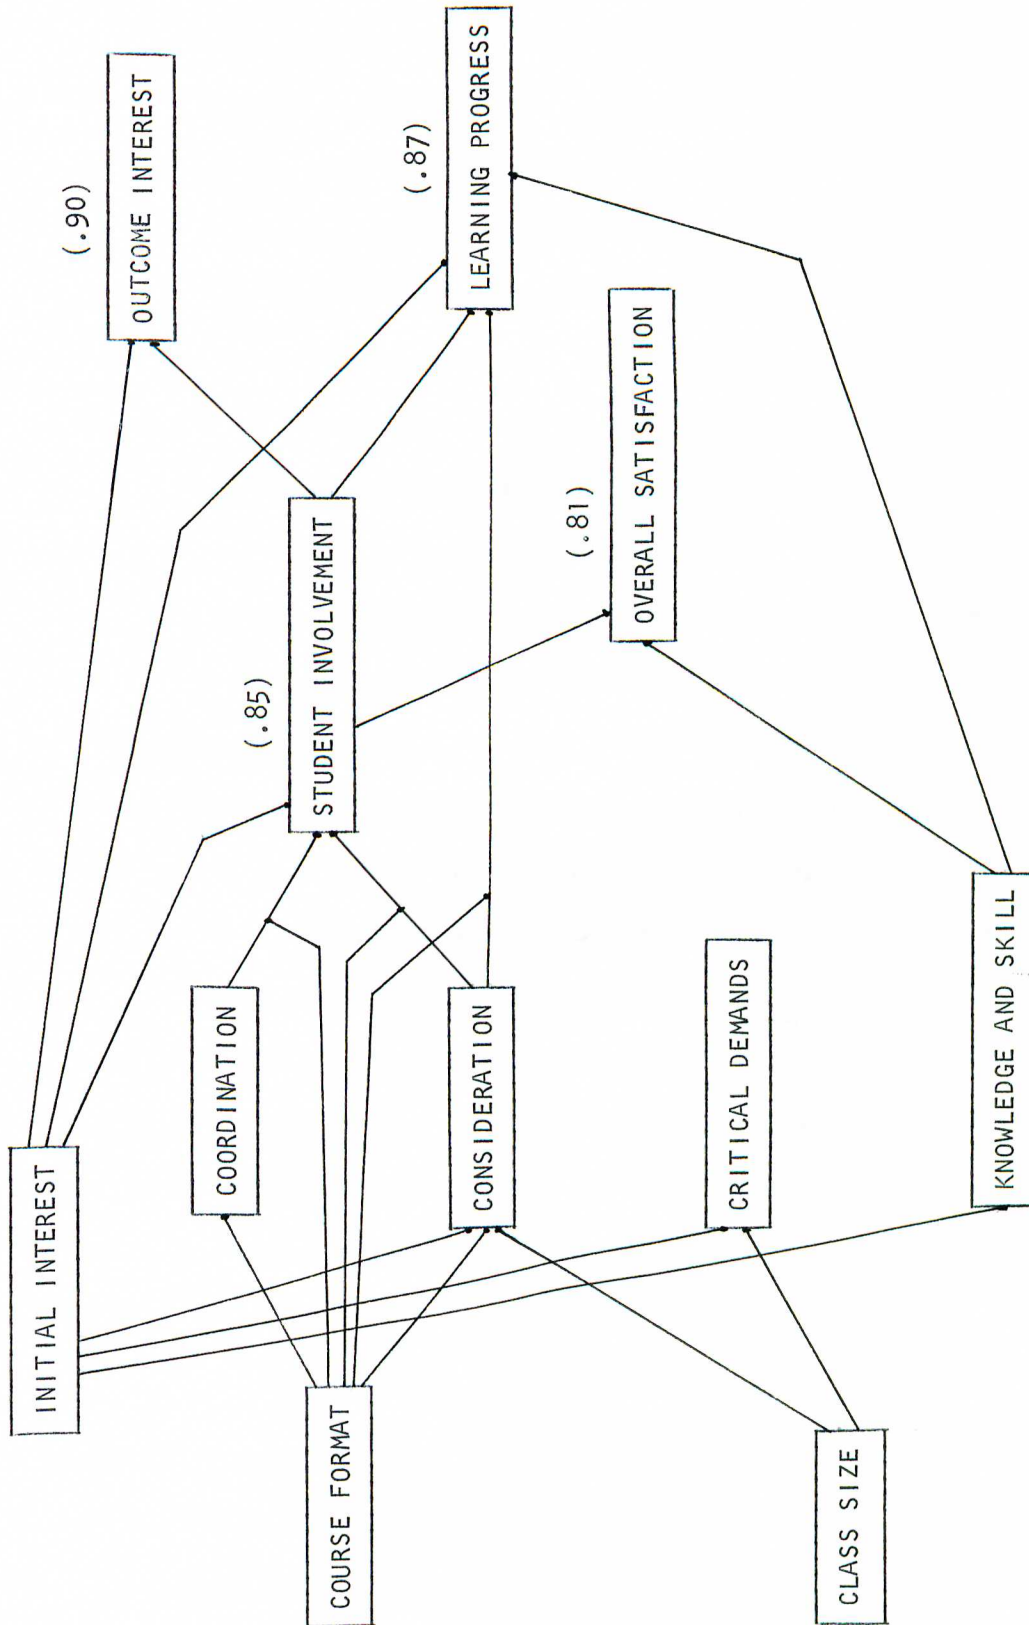 INITIAL INTEREST
COURSE FORMAT
CLASS SIZE
COORDINATION
CONSIDERATION
CRITICAL DEMANDS
KNOWLEDGE AND SKILL
(.85)
STUDENT INVOLVEMENT
(.81)
OVERALL SATISFACTION
(.90)
OUTCOME INTEREST
(.87)
LEARNING PROGRESS